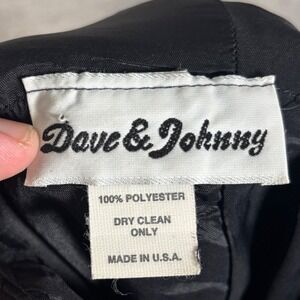 Dave & Johnny
100% POLYESTER
DRY CLEAN
ONLY
MADE IN U.S.A.